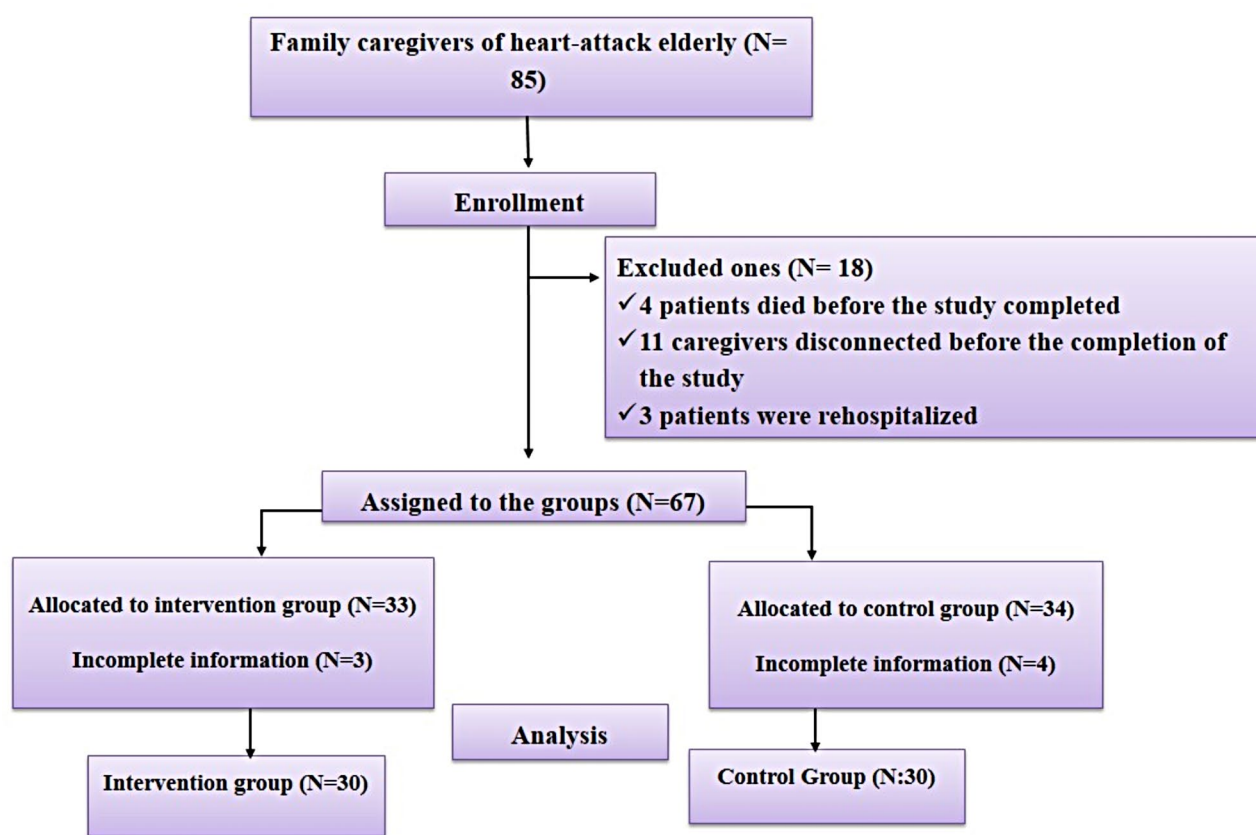 Family caregivers of heart-attack elderly (N=
85)
Enrollment
Excluded ones (N= 18)
✓4 patients died before the study completed
✓11 caregivers disconnected before the completion of
the study
✓3 patients were rehospitalized
Assigned to the groups (N=67)
Allocated to intervention group (N=33)
Incomplete information (N=3)
Allocated to control group (N=34)
Incomplete information (N=4)
Analysis
Intervention group (N=30)
Control Group (N:30)